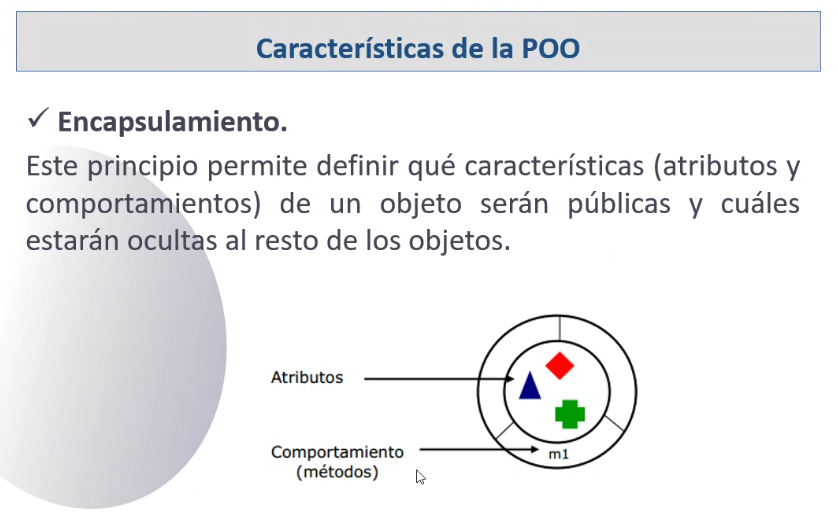 Características de la POO
✓ Encapsulamiento.
Este principio permite definir qué características (atributos y
comportamientos) de un objeto serán públicas y cuáles
estarán ocultas al resto de los objetos.
Atributos
Comportamiento
(métodos)
m1